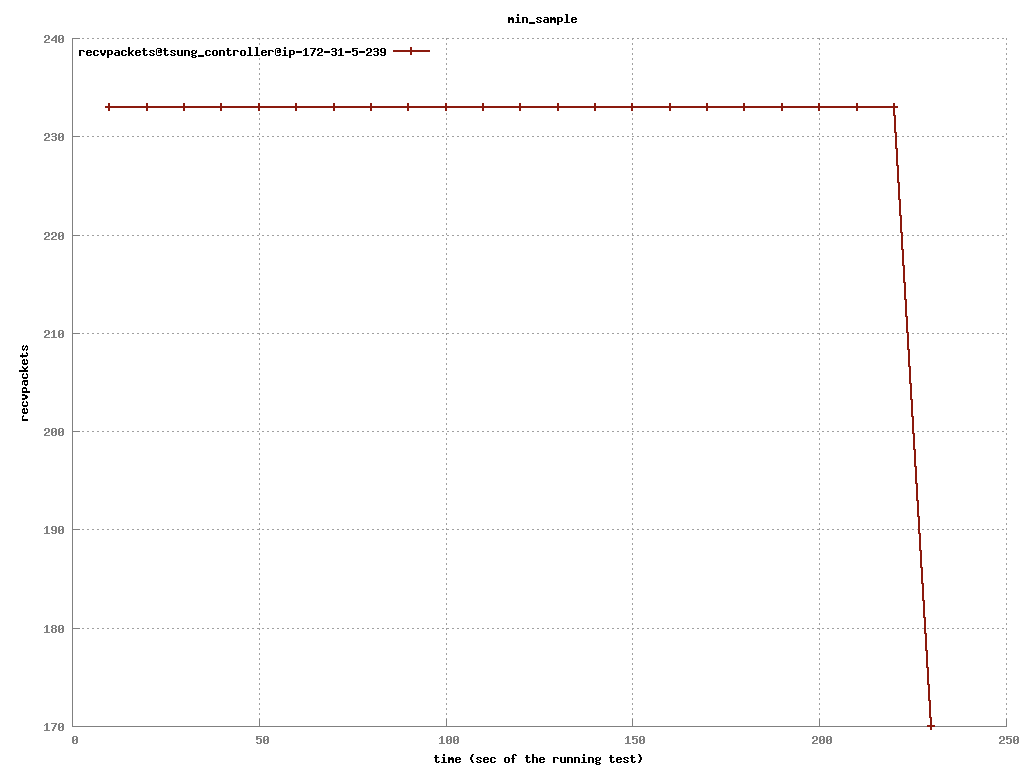 min_sample
240
recvpackets@tsung_controller@ip-172-31-5-239
230
220
210
200
190
180
170
recvpackets
0 50 100 150 200 250
time (sec of the running test)